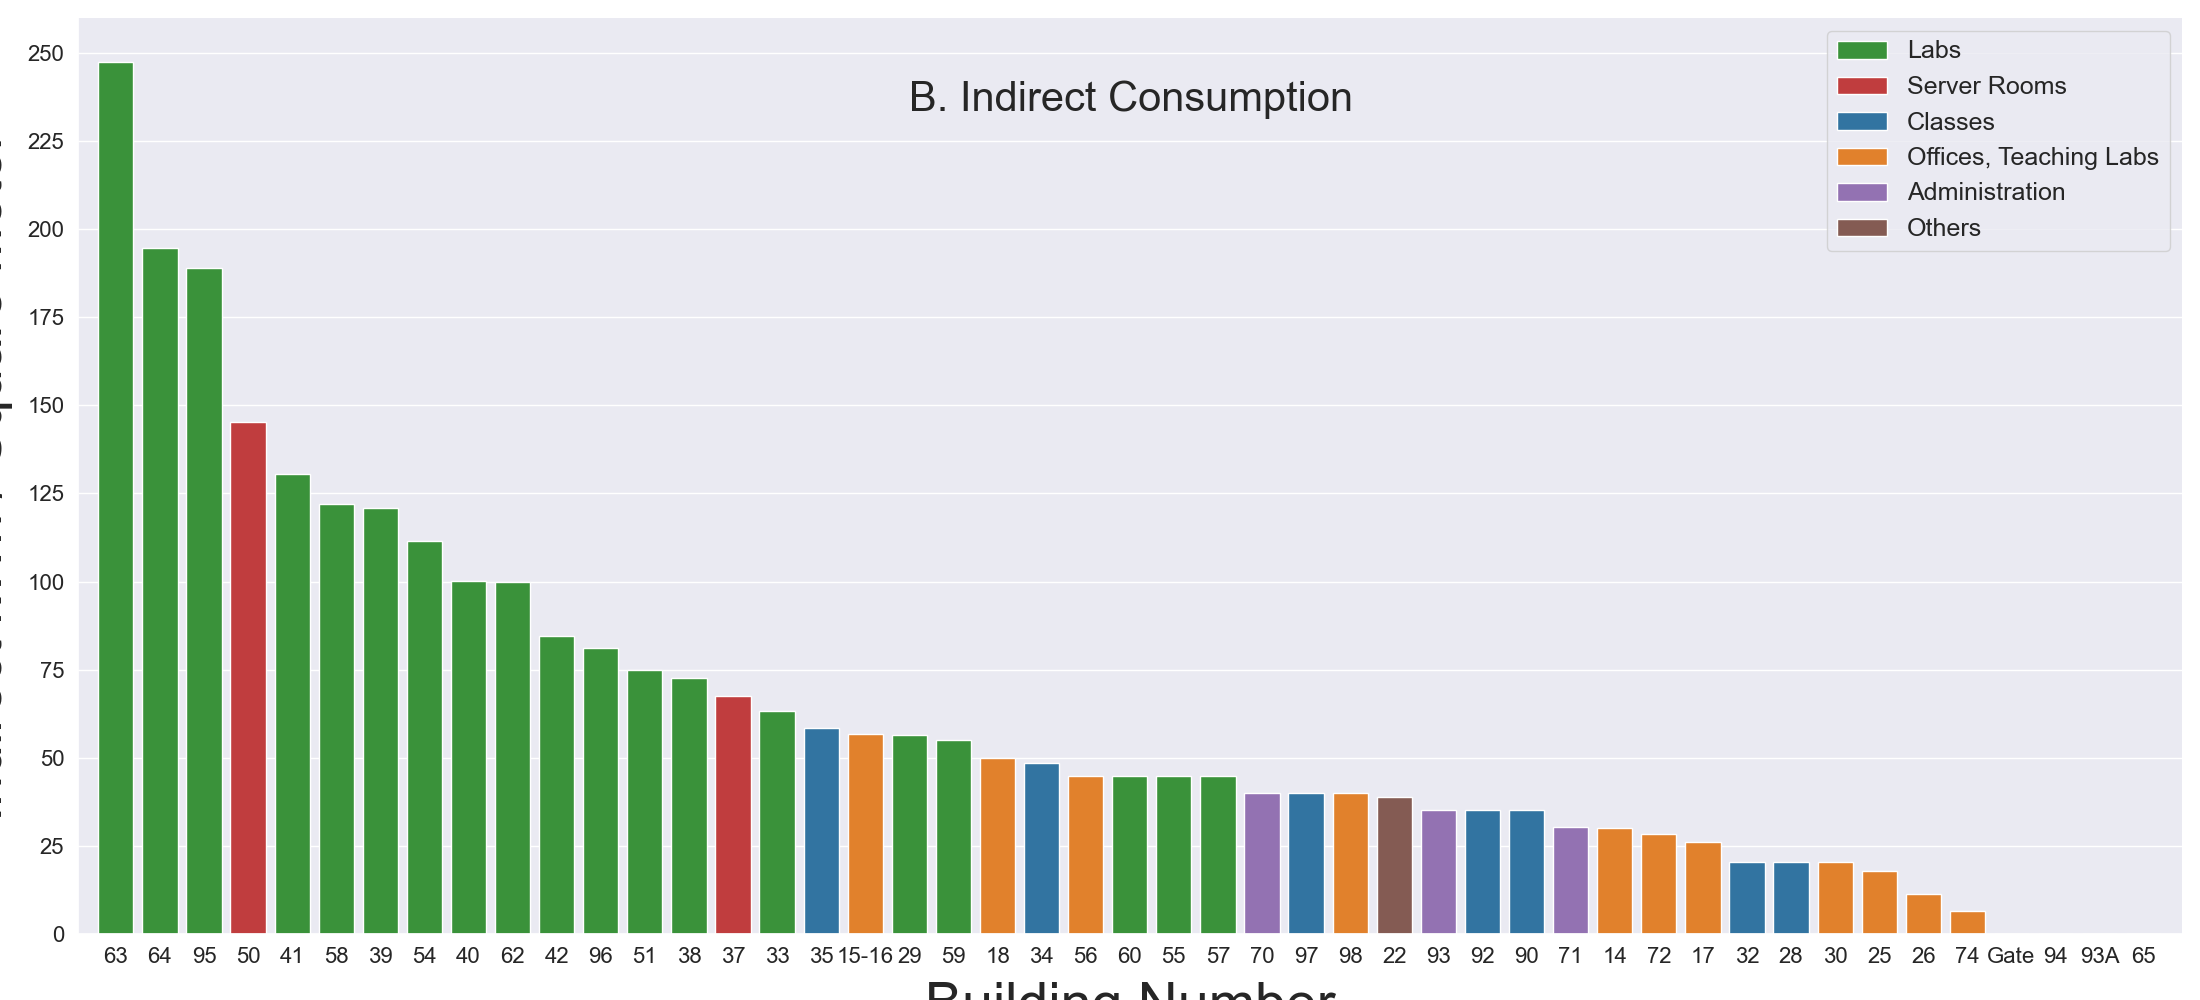 B. Indirect Consumption
Labs
Server Rooms
Classes
Offices, Teaching Labs
Administration
Others
250
225
200
175
150
125
100
75
50
25
0
63 64 95 50 41 58 39 54 40 62 42 96 51 38 37 33 35 15-16 29 59 18 34 56 60 55 57 70 97 98 22 93 92 90 71 14 72 17 32 28 30 25 26 74 Gate 94 93A 65
Building Number